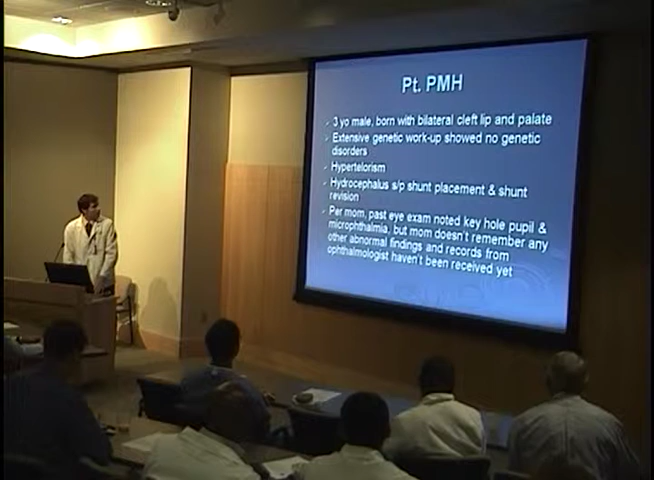 Pt. PMH
3 yo male, born with bilateral cleft lip and palate
Extensive genetic work-up showed no genetic
disorders
Hypertelorism
Hydrocephalus s/p shunt placement & shunt
revision
Per mom, past eye exam noted key hole pupil &
microphthalmia, but mom doesn't remember any
other abnormal findings and records from
ophthalmologist haven't been received yet